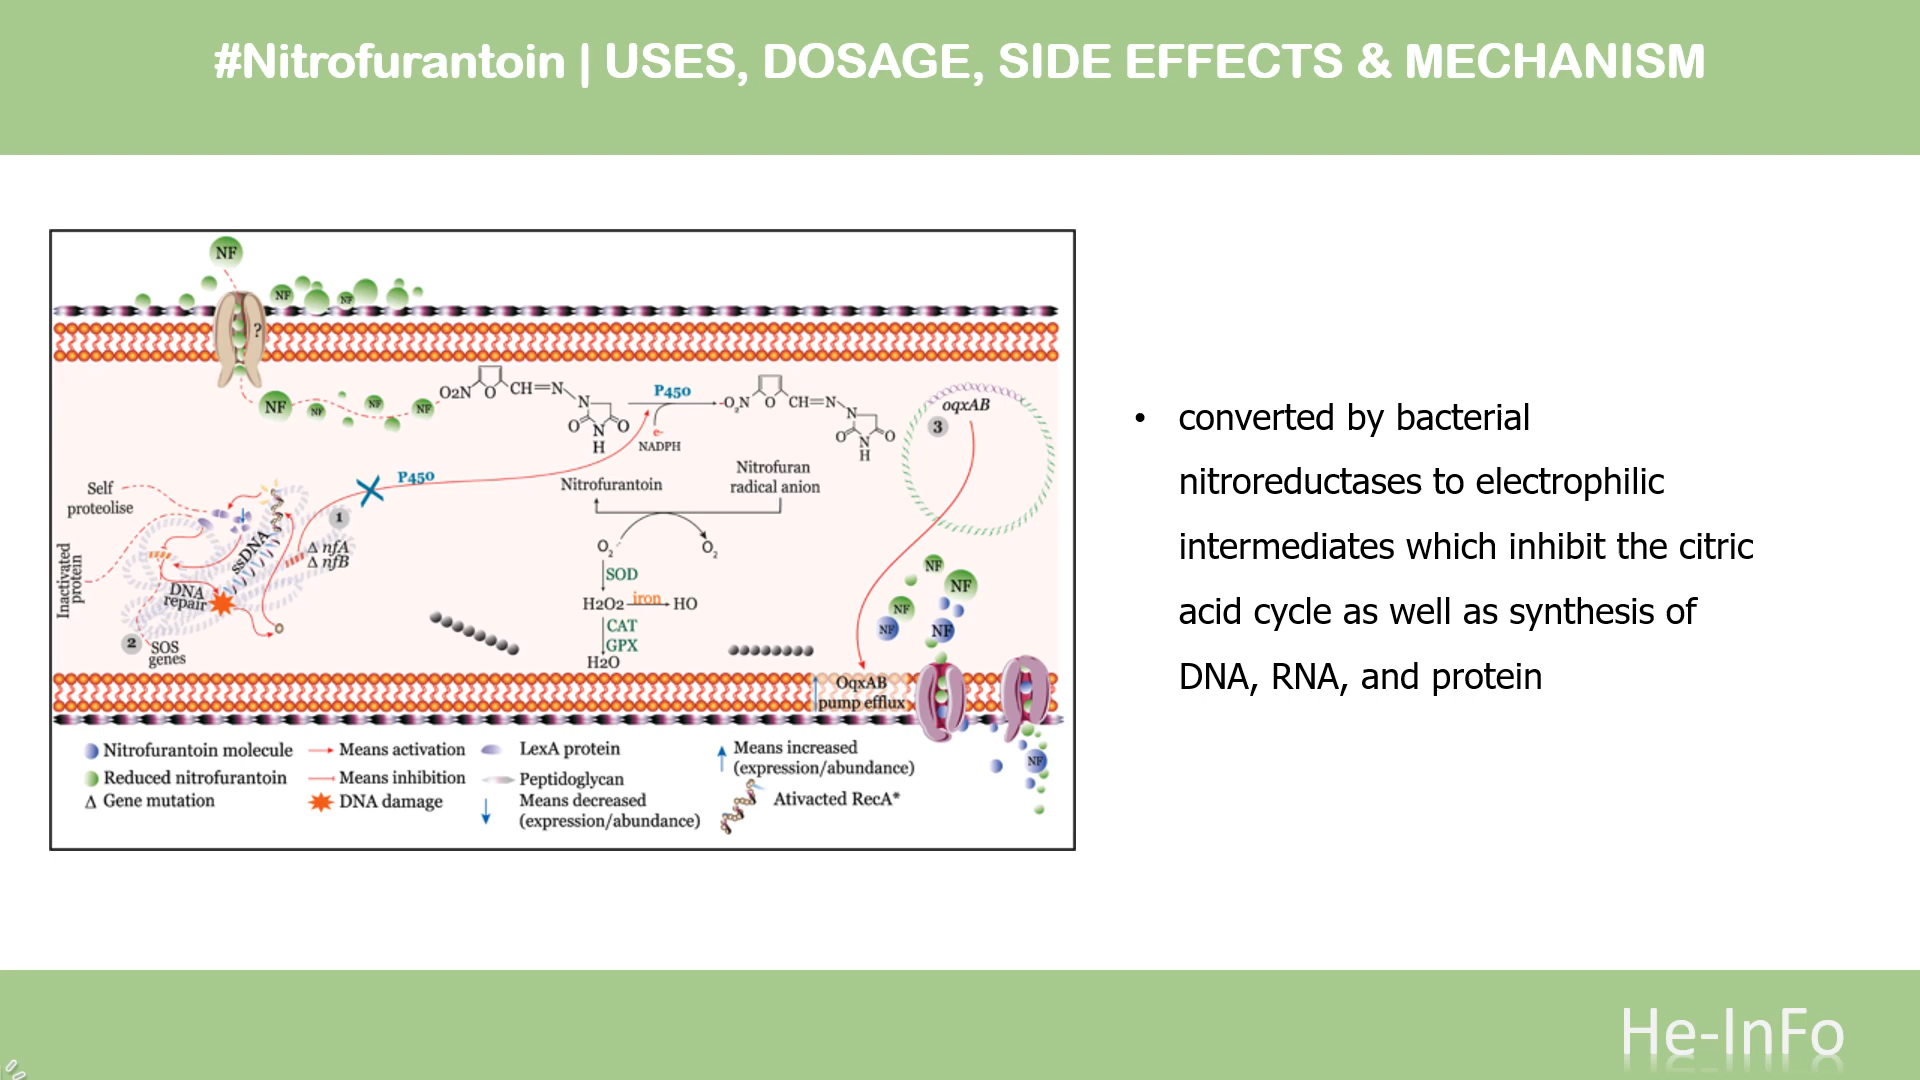 #Nitrofurantoin | USES, DOSAGE, SIDE EFFECTS & MECHANISM
NF
NF
NF
?
NF
NF
NF
NF
O2N
O
CH=N
N
O
O
N
H
P450
e-
NADPH
-O2N
O
CH=N
N
O
O
N
H
oqxAB
3
P450
Self
proteolise
Inactivated
protein
ssDNA
1
Δ nfA
Δ nfB
DNA
repair
2
SOS
genes
Nitrofurantoin
Nitrofuran
radical anion
O2-
O2
SOD
H2O2
iron
HO
CAT
GPX
H2O
NF
NF
NF
NF
NF
OqxAB
pump efflux
NF
Nitrofurantoin molecule
Reduced nitrofurantoin
Δ Gene mutation
Means activation
Means inhibition
DNA damage
LexA protein
Peptidoglycan
Means decreased
(expression/abundance)
Means increased
(expression/abundance)
Ativacted RecA*
• converted by bacterial
nitroreductases to electrophilic
intermediates which inhibit the citric
acid cycle as well as synthesis of
DNA, RNA, and protein
He-InFo